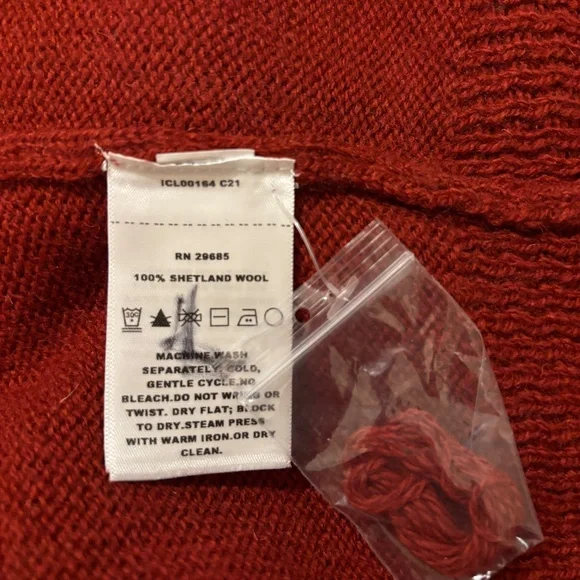 ICL00164 C21
RN 29685
100% SHETLAND WOOL
MACHINE WASH
SEPARATELY, COLD,
GENTLE CYCLE.NO
BLEACH.DO NOT WRING OR
TWIST. DRY FLAT; BLOCK
TO DRY.STEAM PRESS
WITH WARM IRON.OR DRY
CLEAN.